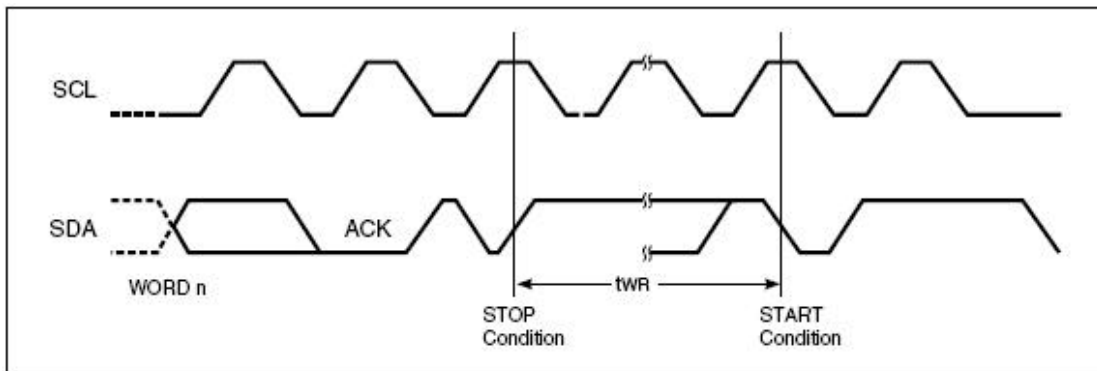 SCL
SDA
ACK
WORD n
tWR
STOP
Condition
START
Condition